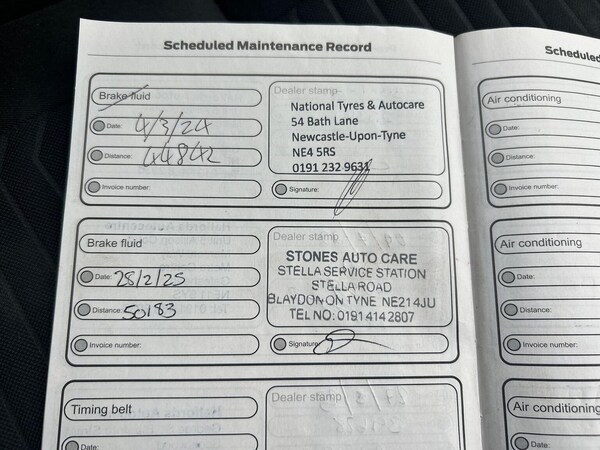 Scheduled Maintenance Record
Brake fluid
Date: 4/3/24
Distance: 44842
Invoice number:
Dealer stamp
National Tyres & Autocare
54 Bath Lane
Newcastle-Upon-Tyne
NE4 5RS
0191 232 9631
Signature:
Brake fluid
Date: 28/2/25
Distance: 50183
Invoice number:
Dealer stamp
STONES AUTO CARE
STELLA SERVICE STATION
STELLA ROAD
BLAYDON ON TYNE NE21 4JU
TEL NO: 0191 414 2807
Signature:
Timing belt
Date:
Dealer stamp
Scheduled
Air conditioning
Date:
Distance:
Invoice number:
Air conditioning
Date:
Distance:
Invoice number:
Air conditioning
Date: